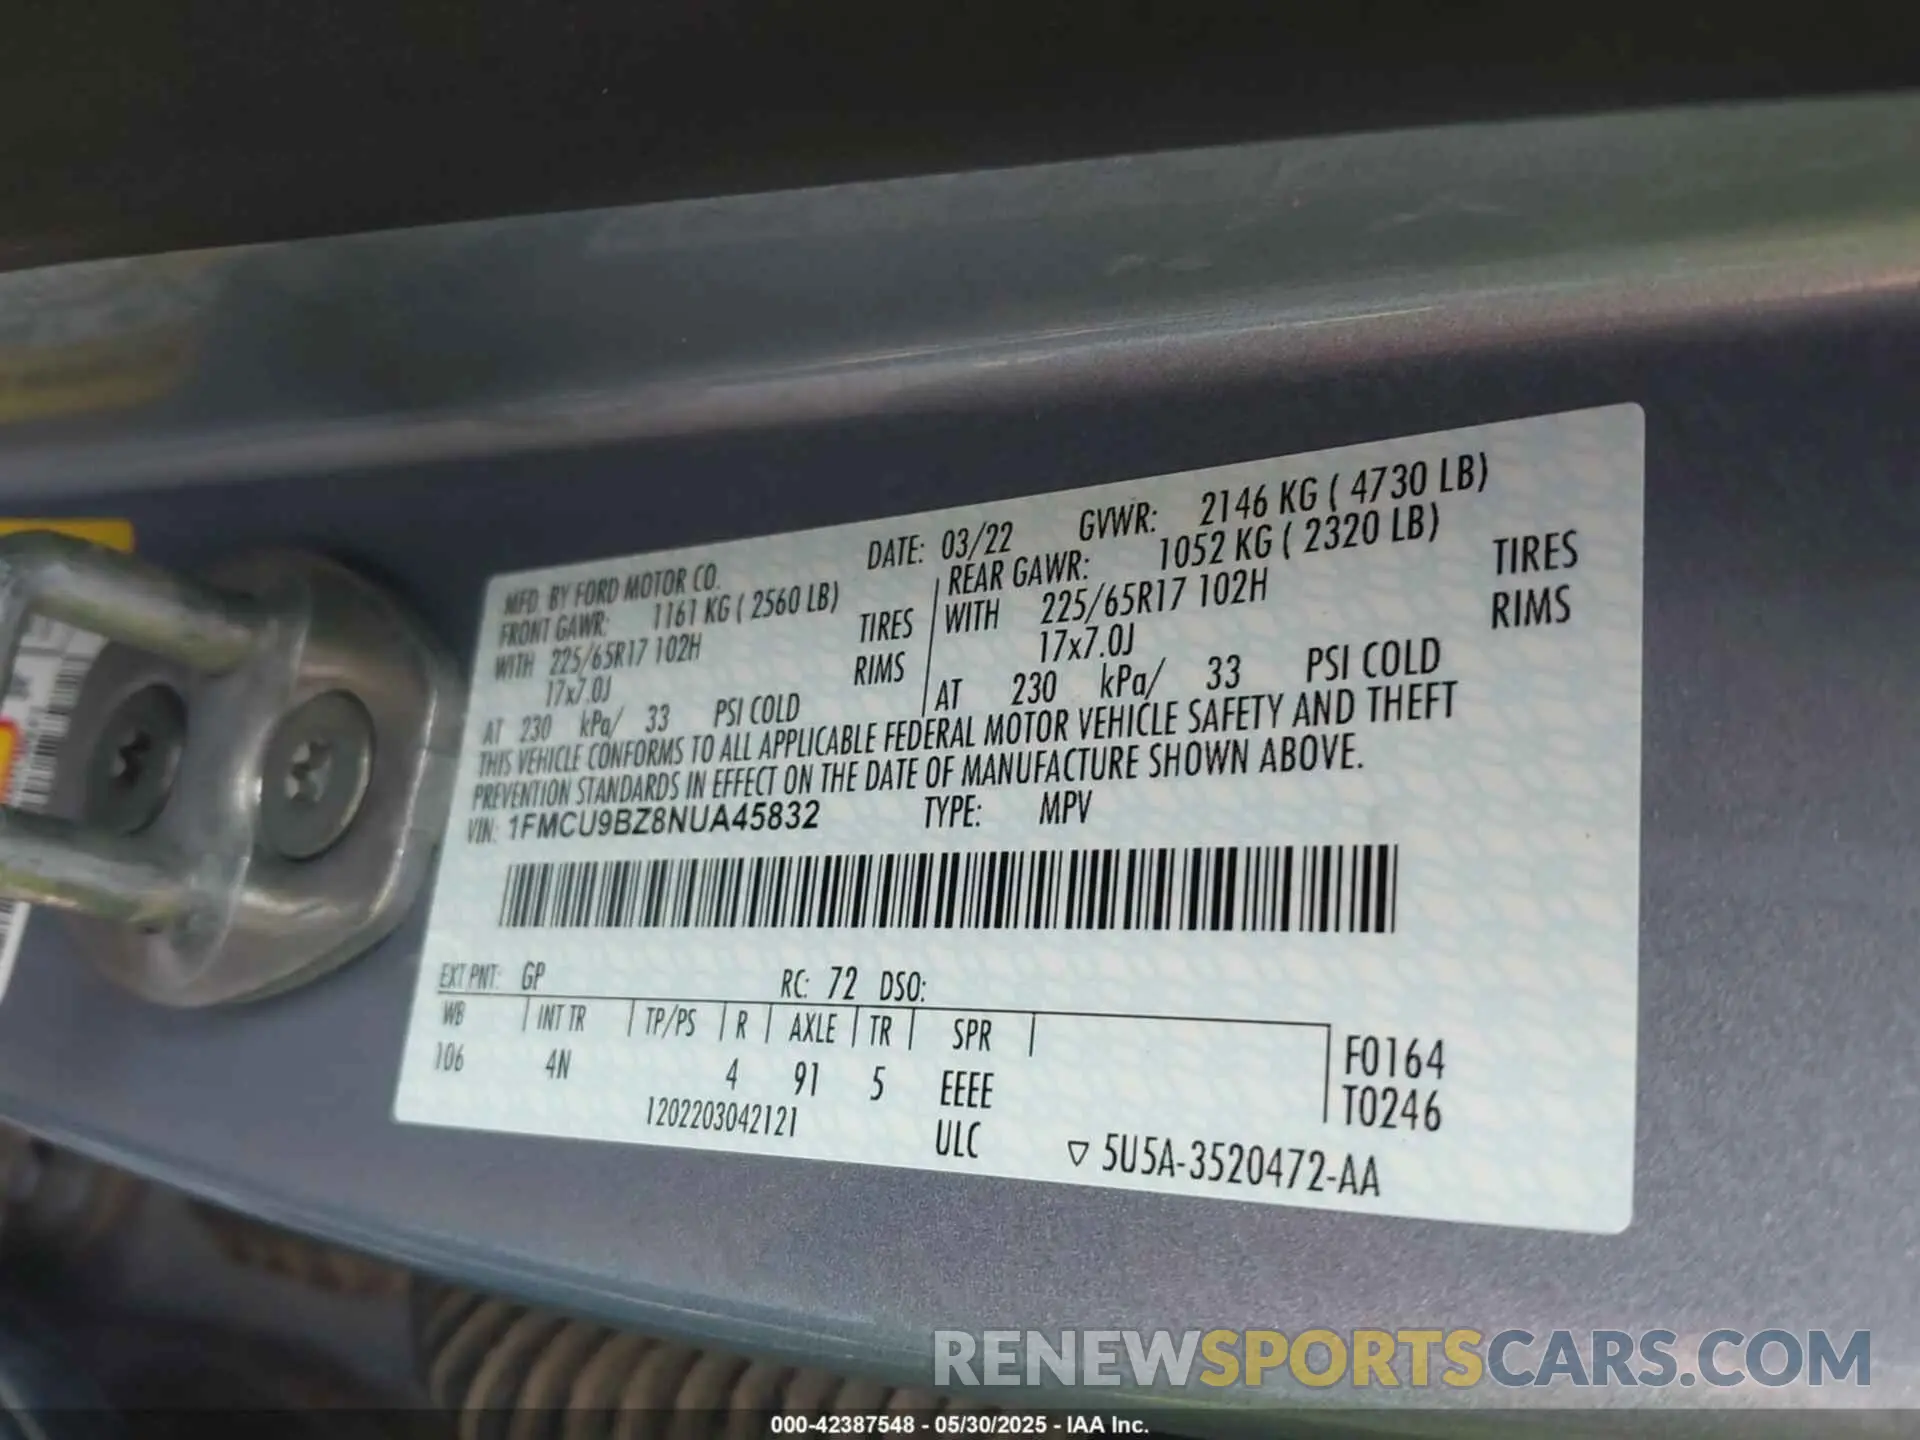 MFD. BY FORD MOTOR CO. DATE: 03/22 GVWR: 2146 KG ( 4730 LB)
FRONT GAWR: 1161 KG ( 2560 LB) REAR GAWR: 1052 KG ( 2320 LB)
WITH 225/65R17 102H TIRES WITH 225/65R17 102H TIRES
17x7.0J RIMS 17x7.0J RIMS
AT 230 kPa/ 33 PSI COLD AT 230 kPa/ 33 PSI COLD
THIS VEHICLE CONFORMS TO ALL APPLICABLE FEDERAL MOTOR VEHICLE SAFETY AND THEFT
PREVENTION STANDARDS IN EFFECT ON THE DATE OF MANUFACTURE SHOWN ABOVE.
VIN: 1FMCU9BZ8NUA45832 TYPE: MPV
EXT PNT: GP RC: 72 DSO:
WB INT TR TP/PS R AXLE TR SPR
106 4N 4 91 5 EEEE
F0164
T0246
1202203042121 ULC
5U5A-3520472-AA
RENEWSPORTSCARS.COM
000-42387548 - 05/30/2025 - IAA Inc.